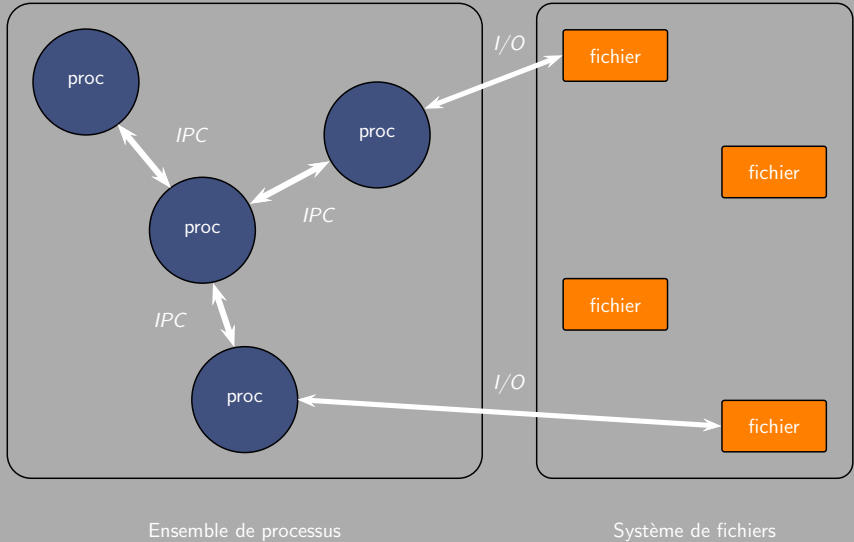 I/O
fichier
proc
proc
IPC
fichier
IPC
proc
fichier
IPC
I/O
proc
fichier
Ensemble de processus
Système de fichiers